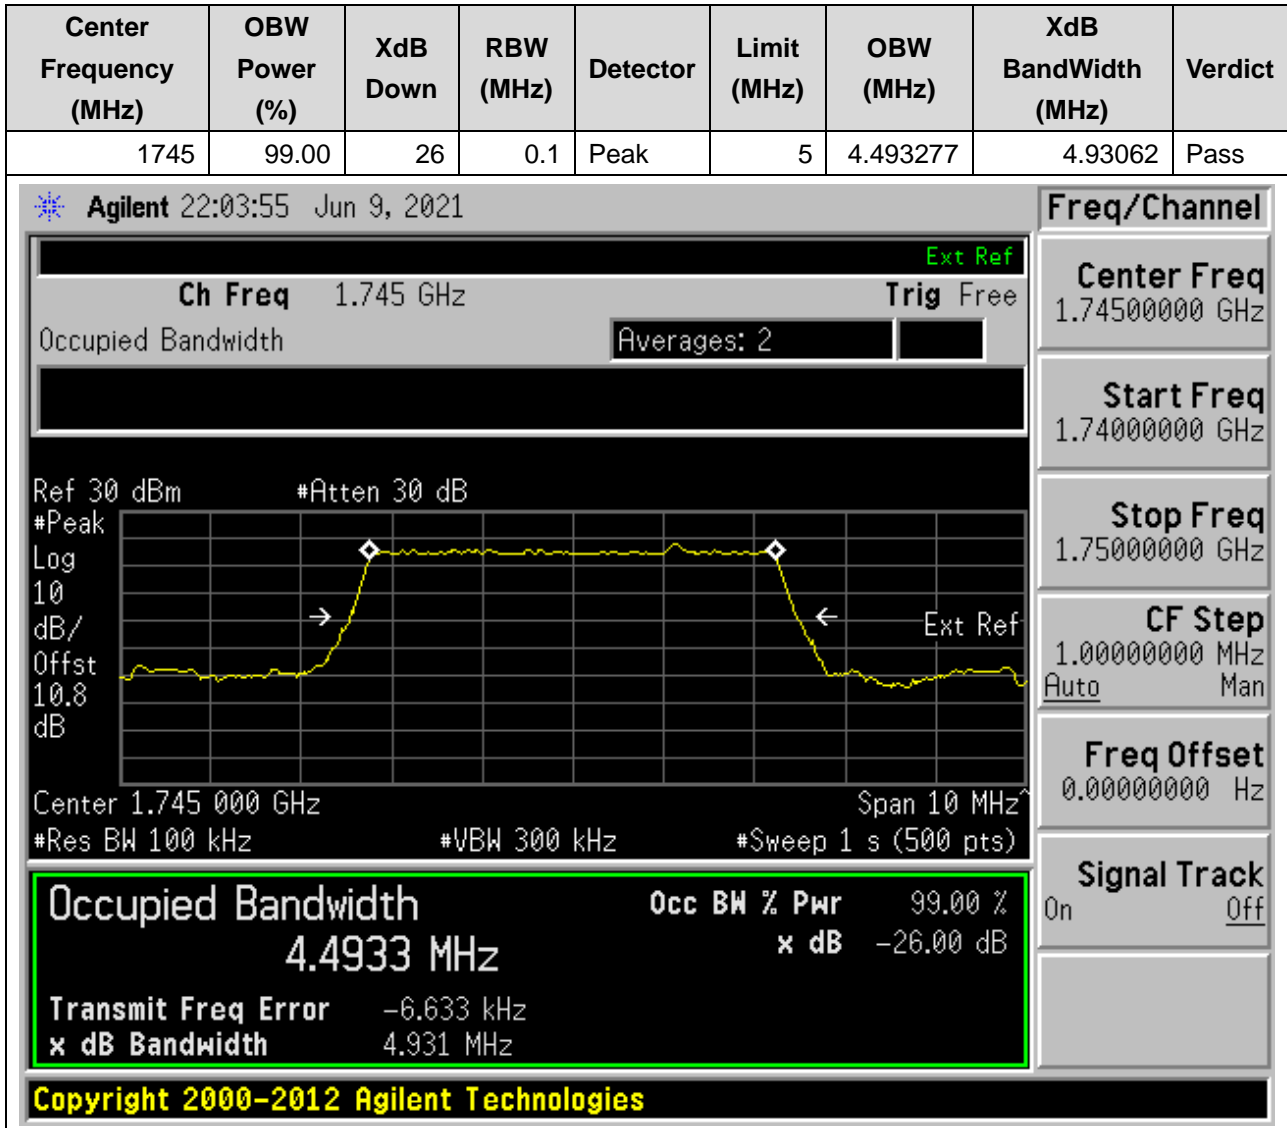 Center Frequency (MHz) OBW Power (%) XdB Down RBW (MHz) Detector Limit (MHz) OBW (MHz) XdB BandWidth (MHz) Verdict
1745 99.00 26 0.1 Peak 5 4.493277 4.93062 Pass
Agilent 22:03:55 Jun 9, 2021
Ext Ref
Ch Freq 1.745 GHz Trig Free
Occupied Bandwidth Averages: 2
Ref 30 dBm #Atten 30 dB
#Peak
Log
10
dB/
Offst
10.8
dB
Ext Ref
Center 1.745 000 GHz Span 10 MHz^
#Res BW 100 kHz #VBW 300 kHz #Sweep 1 s (500 pts)
Occupied Bandwidth
4.4933 MHz
Occ BW % Pwr 99.00 %
x dB -26.00 dB
Transmit Freq Error -6.633 kHz
x dB Bandwidth 4.931 MHz
Copyright 2000-2012 Agilent Technologies
Freq/Channel
Center Freq
1.74500000 GHz
Start Freq
1.74000000 GHz
Stop Freq
1.75000000 GHz
CF Step
1.00000000 MHz
Auto Man
Freq Offset
0.00000000 Hz
Signal Track
On Off